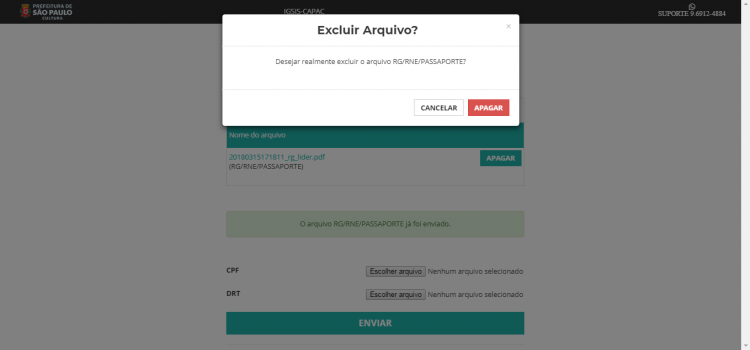 PREFEITURA DE
SÃO PAULO
CULTURA
IGSIS-CAPAC
SUPORTE 9.6912-4884
Excluir Arquivo?
×
Desejar realmente excluir o arquivo RG/RNE/PASSAPORTE?
CANCELAR APAGAR
Nome do arquivo
20180315171811_rg_lider.pdf
(RG/RNE/PASSAPORTE)
APAGAR
O arquivo RG/RNE/PASSAPORTE já foi enviado.
CPF Escolher arquivo Nenhum arquivo selecionado
DRT Escolher arquivo Nenhum arquivo selecionado
ENVIAR